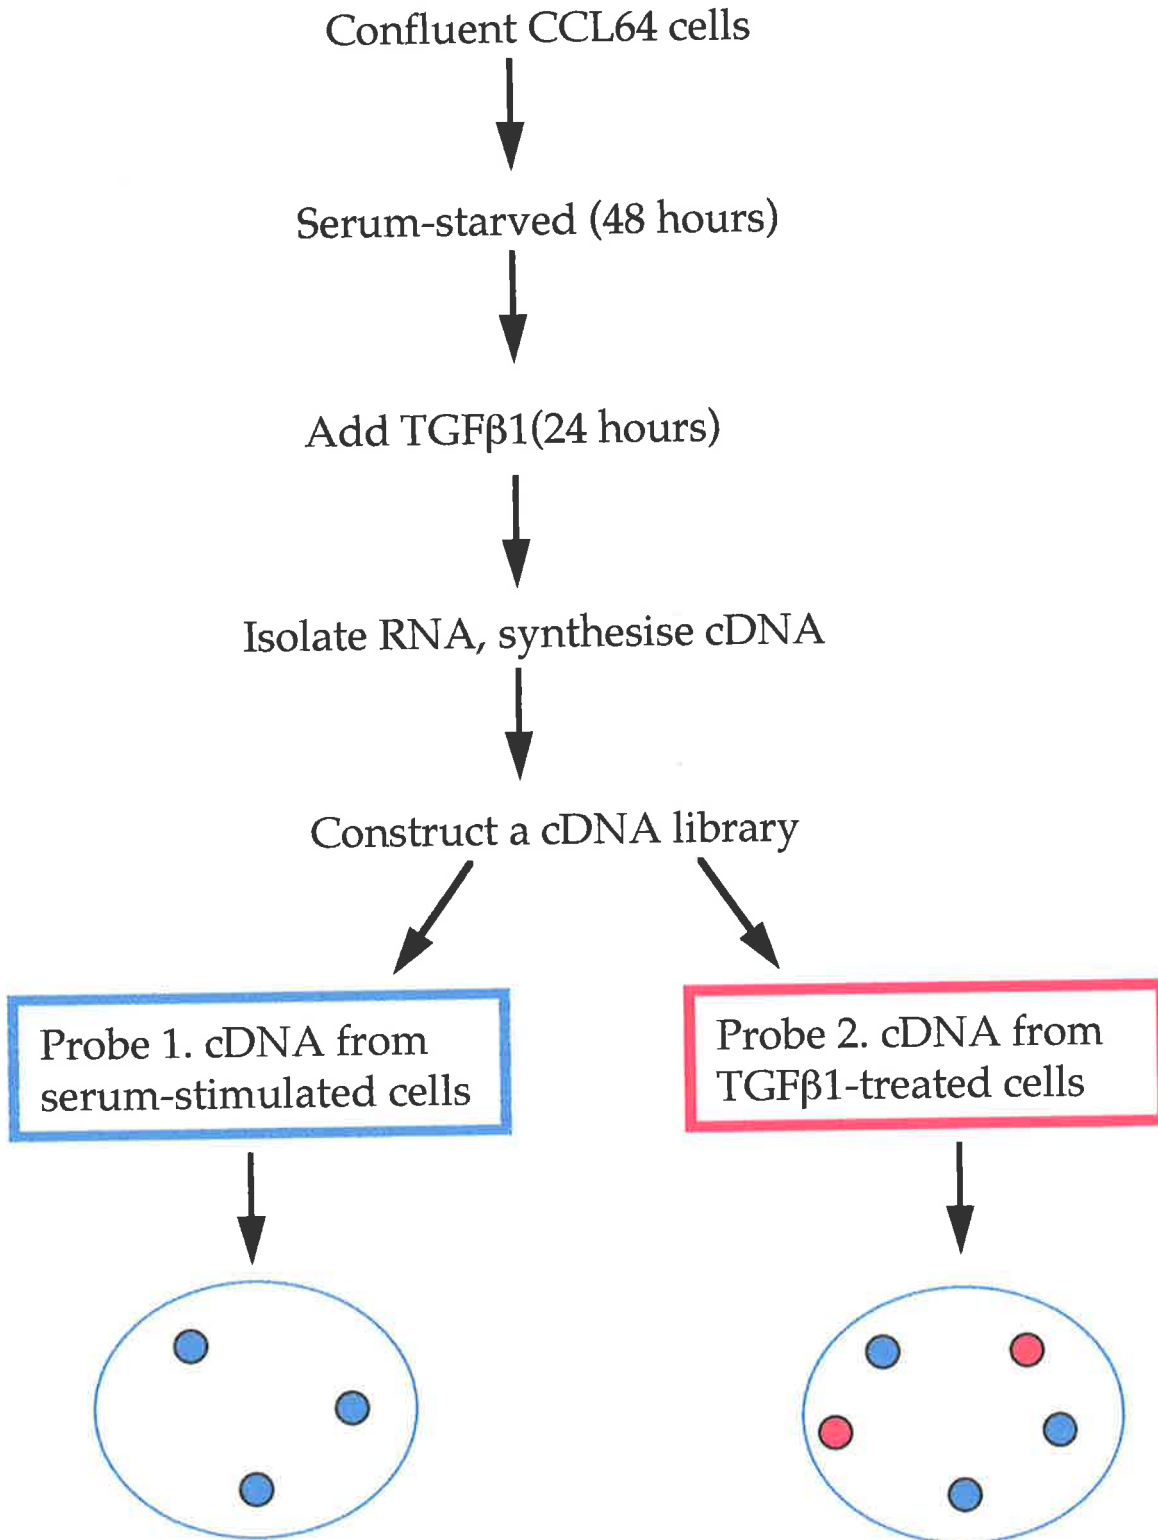 Confluent CCL64 cells
Serum-starved (48 hours)
Add TGFβ1(24 hours)
Isolate RNA, synthesise cDNA
Construct a cDNA library
Probe 1. cDNA from
serum-stimulated cells
Probe 2. cDNA from
TGFβ1-treated cells